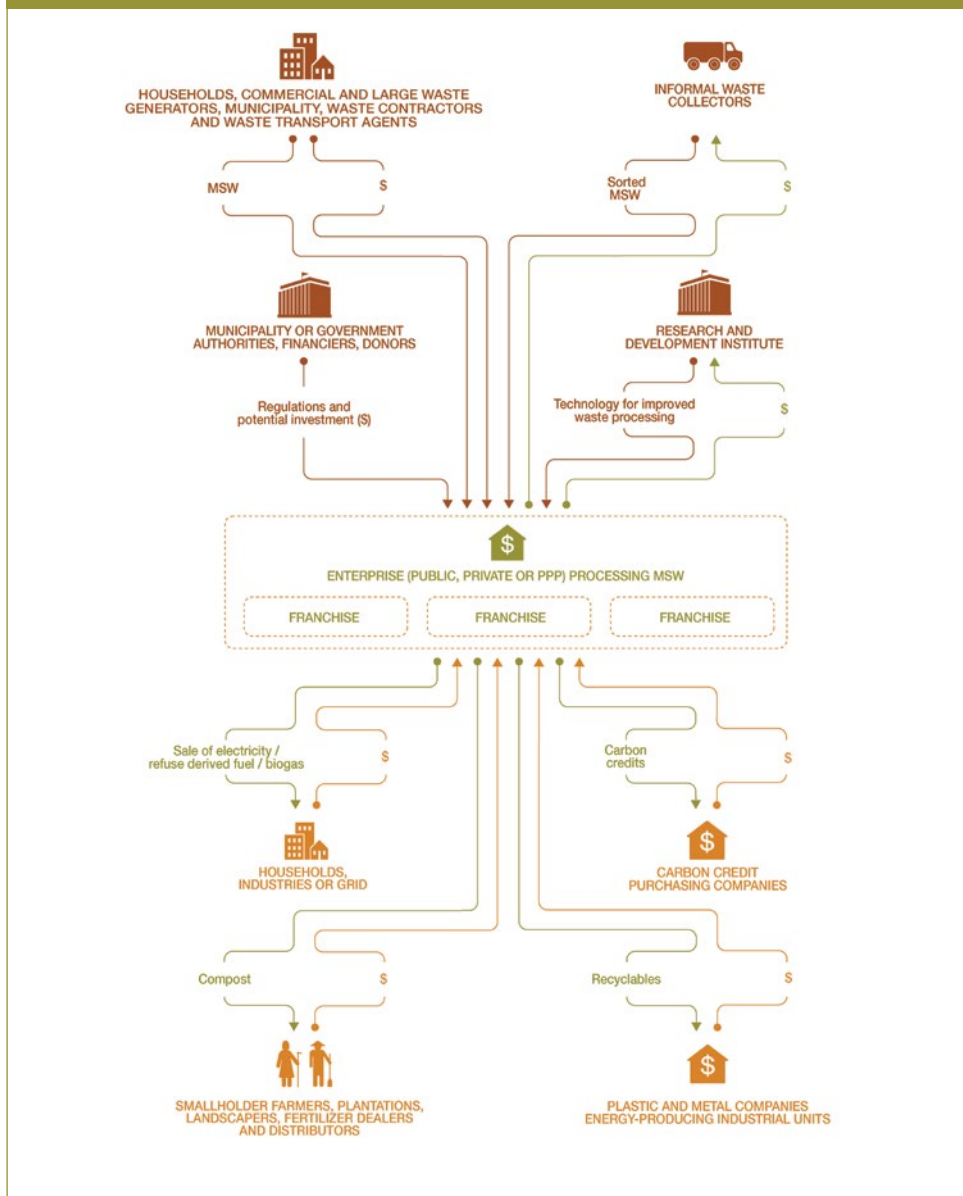 HOUSEHOLDS, COMMERCIAL AND LARGE WASTE
GENERATORS, MUNICIPALITY, WASTE CONTRACTORS
AND WASTE TRANSPORT AGENTS
INFORMAL WASTE
COLLECTORS
MSW
$
Sorted
MSW
$
MUNICIPALITY OR GOVERNMENT
AUTHORITIES, FINANCIERS, DONORS
RESEARCH AND
DEVELOPMENT INSTITUTE
Regulations and
potential investment ($)
Technology for improved
waste processing
$
$
ENTERPRISE (PUBLIC, PRIVATE OR PPP) PROCESSING MSW
FRANCHISE
FRANCHISE
FRANCHISE
Sale of electricity /
refuse derived fuel / biogas
$
Carbon
credits
$
HOUSEHOLDS,
INDUSTRIES OR GRID
$
CARBON CREDIT
PURCHASING COMPANIES
Compost
$
Recyclables
$
SMALLHOLDER FARMERS, PLANTATIONS,
LANDSCAPERS, FERTILIZER DEALERS
AND DISTRIBUTORS
$
PLASTIC AND METAL COMPANIES
ENERGY-PRODUCING INDUSTRIAL UNITS